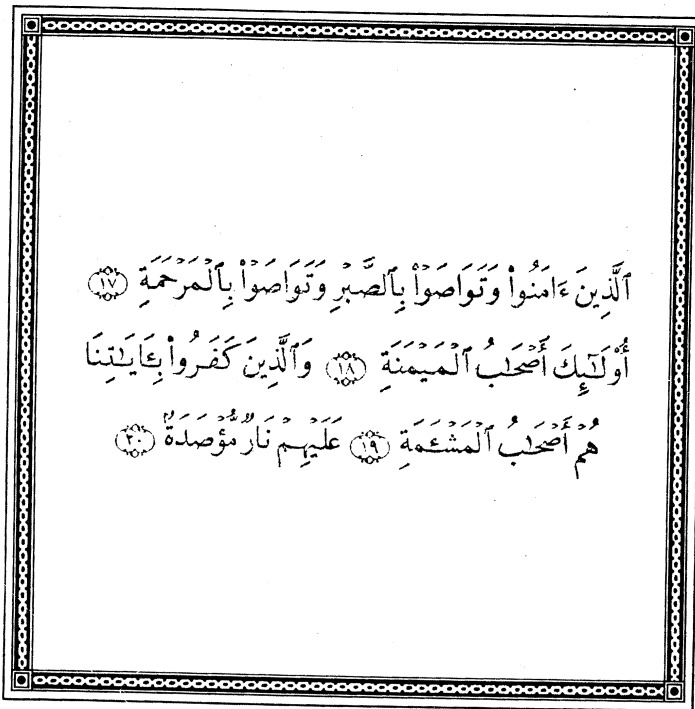 ٱلَّذِينَ ءَامَنُوا۟ وَتَوَاصَوْا۟ بِٱلصَّبْرِ وَتَوَاصَوْا۟ بِٱلْمَرْحَمَةِ ١٧
أُو۟لَـٰٓئِكَ أَصْحَـٰبُ ٱلْمَيْمَنَةِ ١٨ وَٱلَّذِينَ كَفَرُوا۟ بِـَٔايَـٰتِنَا
هُمْ أَصْحَـٰبُ ٱلْمَشْـَٔمَةِ ١٩ عَلَيْهِمْ نَارٌ مُّؤْصَدَةٌۢ ٢٠